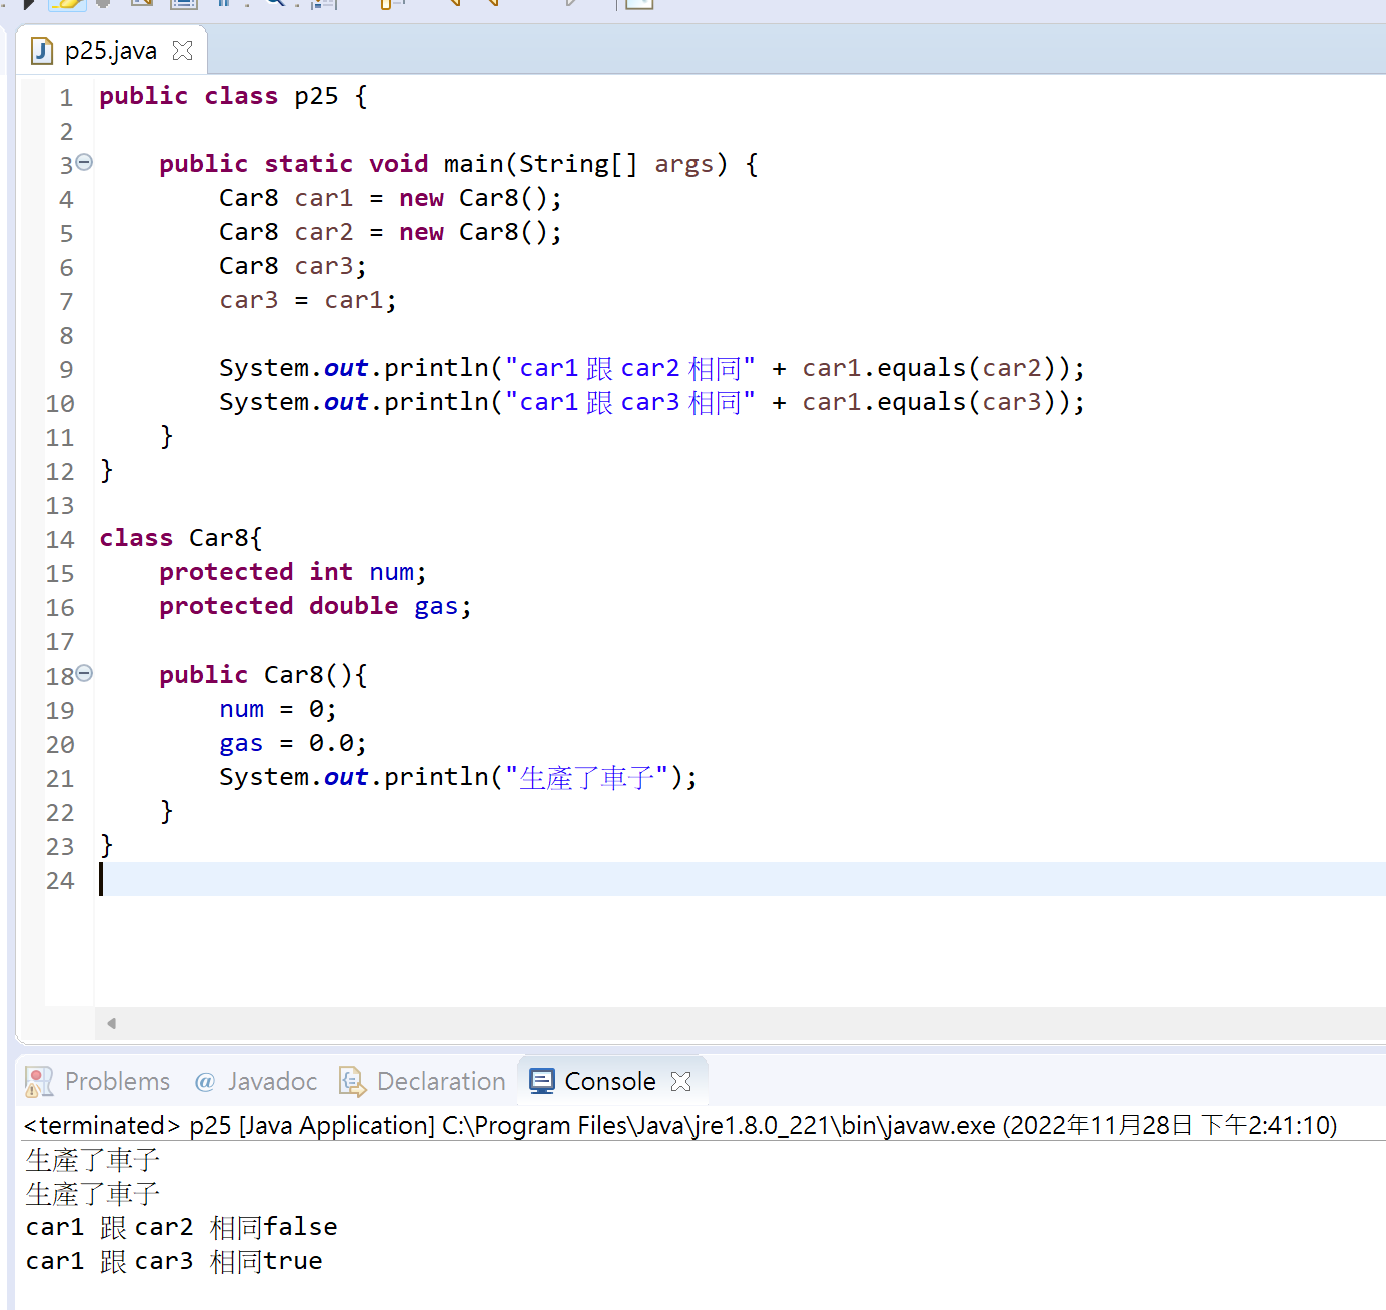 p25.java
1 public class p25 {
2
3 public static void main(String[] args) {
4 Car8 car1 = new Car8();
5 Car8 car2 = new Car8();
6 Car8 car3;
7 car3 = car1;
8
9 System.out.println("car1 跟 car2 相同" + car1.equals(car2));
10 System.out.println("car1 跟 car3 相同" + car1.equals(car3));
11 }
12 }
13
14 class Car8{
15 protected int num;
16 protected double gas;
17
18 public Car8(){
19 num = 0;
20 gas = 0.0;
21 System.out.println("生產了車子");
22 }
23 }
24
Problems @ Javadoc Declaration Console
<terminated> p25 [Java Application] C:\Program Files\Java\jre1.8.0_221\bin\javaw.exe (2022年11月28日 下午2:41:10)
生產了車子
生產了車子
car1 跟 car2 相同false
car1 跟 car3 相同true